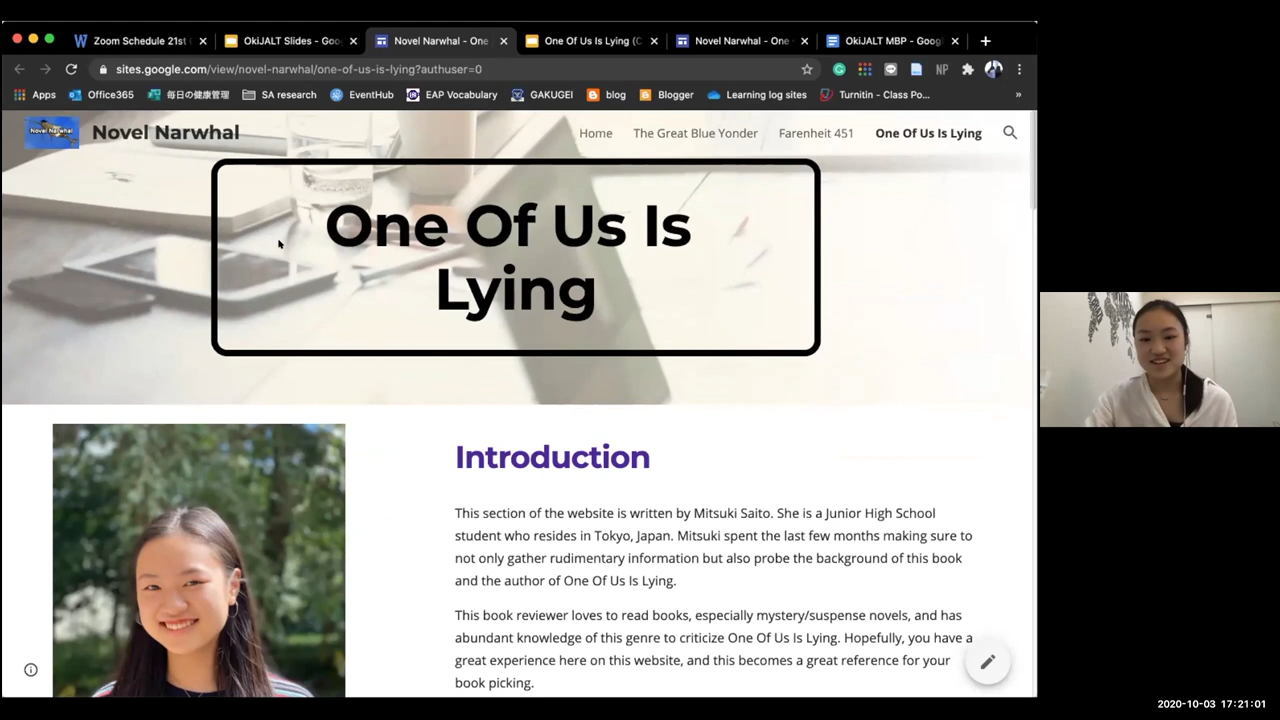 Zoom Schedule 21st
OkiJALT Slides - Goo
Novel Narwhal - One
One Of Us Is Lying (C
Novel Narwhal - One
OkiJALT MBP - Googl
sites.google.com/view/novel-narwhal/one-of-us-is-lying?authuser=0
NP
Apps
Office365
毎日の健康管理
SA research
EventHub
EAP Vocabulary
GAKUGEI
blog
Blogger
Learning log sites
Turnitin - Class Po...
»
Novel Narwhal
Novel Narwhal
Home
The Great Blue Yonder
Farenheit 451
One Of Us Is Lying
One Of Us Is
Lying
Introduction
This section of the website is written by Mitsuki Saito. She is a Junior High School
student who resides in Tokyo, Japan. Mitsuki spent the last few months making sure to
not only gather rudimentary information but also probe the background of this book
and the author of One Of Us Is Lying.
This book reviewer loves to read books, especially mystery/suspense novels, and has
abundant knowledge of this genre to criticize One Of Us Is Lying. Hopefully, you have a
great experience here on this website, and this becomes a great reference for your
book picking.
2020-10-03 17:21:01